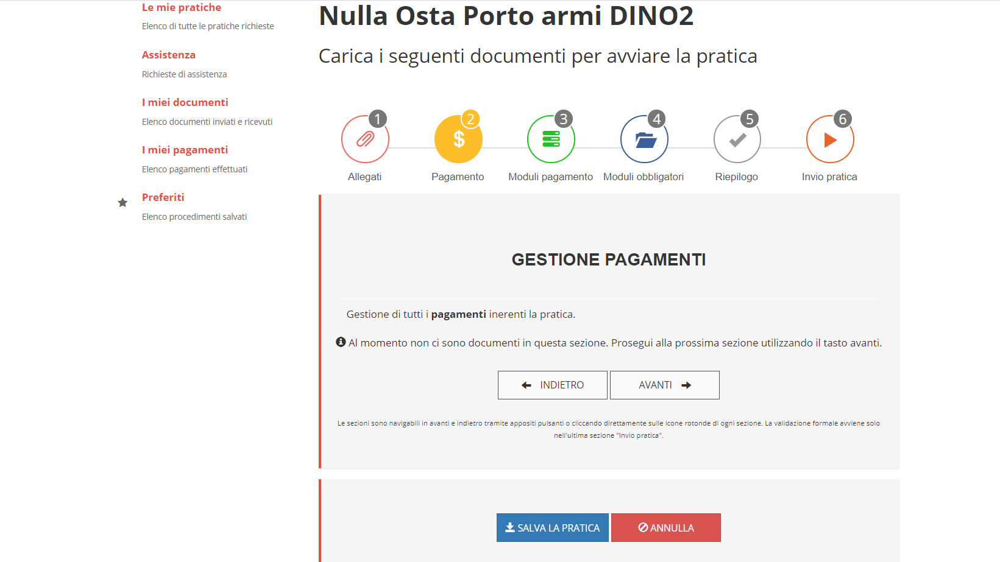 Le mie pratiche
Elenco di tutte le pratiche richieste
Assistenza
Richieste di assistenza
I miei documenti
Elenco documenti inviati e ricevuti
I miei pagamenti
Elenco pagamenti effettuati
Preferiti
Elenco procedimenti salvati
Nulla Osta Porto armi DINO2
Carica i seguenti documenti per avviare la pratica
1
2
3
4
5
6
$
Allegati
Pagamento
Moduli pagamento
Moduli obbligatori
Riepilogo
Invio pratica
GESTIONE PAGAMENTI
Gestione di tutti i pagamenti inerenti la pratica.
Al momento non ci sono documenti in questa sezione. Prosegui alla prossima sezione utilizzando il tasto avanti.
INDIETRO
AVANTI
Le sezioni sono navigabili in avanti e indietro tramite appositi pulsanti o cliccando direttamente sulle icone rotonde di ogni sezione. La validazione formale avviene solo
nell'ultima sezione "Invio pratica".
SALVA LA PRATICA
ANNULLA